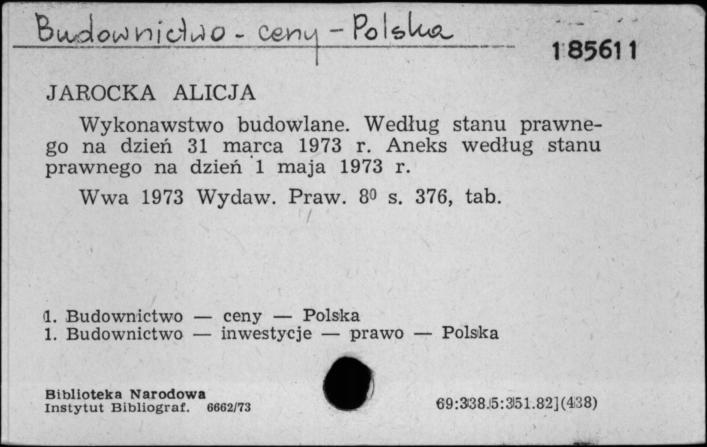 Budownictwo - ceny - Polska
185611
JAROCKA ALICJA
Wykonawstwo budowlane. Według stanu prawne-
go na dzień 31 marca 1973 r. Aneks według stanu
prawnego na dzień 1 maja 1973 r.
Wwa 1973 Wydaw. Praw. 8⁰ s. 376, tab.
1. Budownictwo — ceny — Polska
1. Budownictwo — inwestycje — prawo — Polska
Biblioteka Narodowa
Instytut Bibliograf. 6662/73
69:338.5:351.82](438)